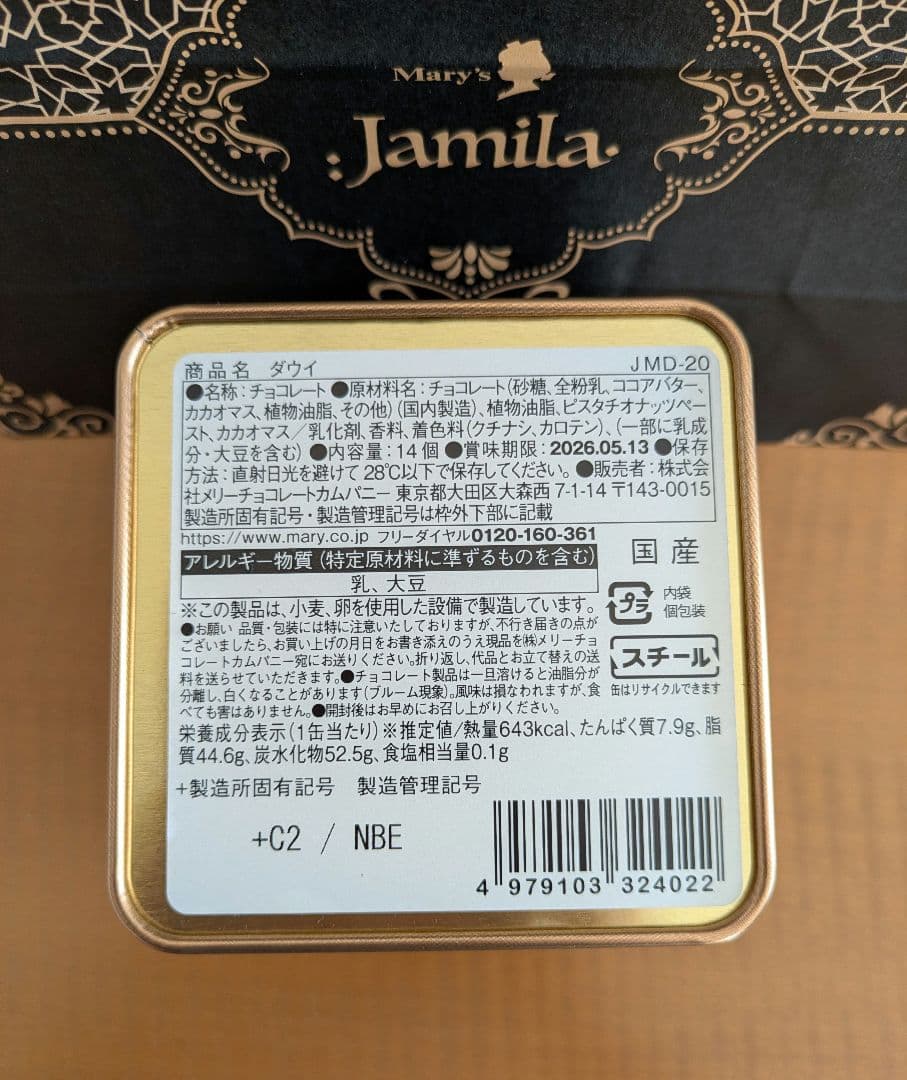 Mary's
Jamila
商品名 ダウイ JMD-20
●名称：チョコレート ●原材料名：チョコレート（砂糖、全粉乳、ココアバター、
カカオマス、植物油脂、その他）（国内製造）、植物油脂、ピスタチオナッツペー
スト、カカオマス／乳化剤、香料、着色料（クチナシ、カロテン）、（一部に乳成
分・大豆を含む） ●内容量：14個 ●賞味期限：2026.05.13 ●保存
方法：直射日光を避けて28℃以下で保存してください。 ●販売者：株式会
社メリーチョコレートカムパニー 東京都大田区大森西7-1-14 〒143-0015
製造所固有記号・製造管理記号は枠外下部に記載
https://www.mary.co.jp フリーダイヤル0120-160-361
アレルギー物質（特定原材料に準ずるものを含む）
乳、大豆
国産
プラ
内袋
個包装
※この製品は、小麦、卵を使用した設備で製造しています。
●お願い 品質・包装には特に注意いたしておりますが、不行き届きの点が
ございましたら、お買い上げの月日をお書き添えのうえ現品を㈱メリーチョ
コレートカムパニー宛にお送りください。折り返し、代品とお立て替えの送
料を送らせていただきます。●チョコレート製品は一旦溶けると油脂分が
分離し、白くなることがあります（ブルーム現象）。風味は損なわれますが、食
べても害はありません。●開封後はお早めにお召し上がりください。
スチール
缶はリサイクルできます
栄養成分表示（1缶当たり）※推定値/熱量643kcal、たんぱく質7.9g、脂
質44.6g、炭水化物52.5g、食塩相当量0.1g
+製造所固有記号 製造管理記号
+C2 / NBE
4 979103 324022